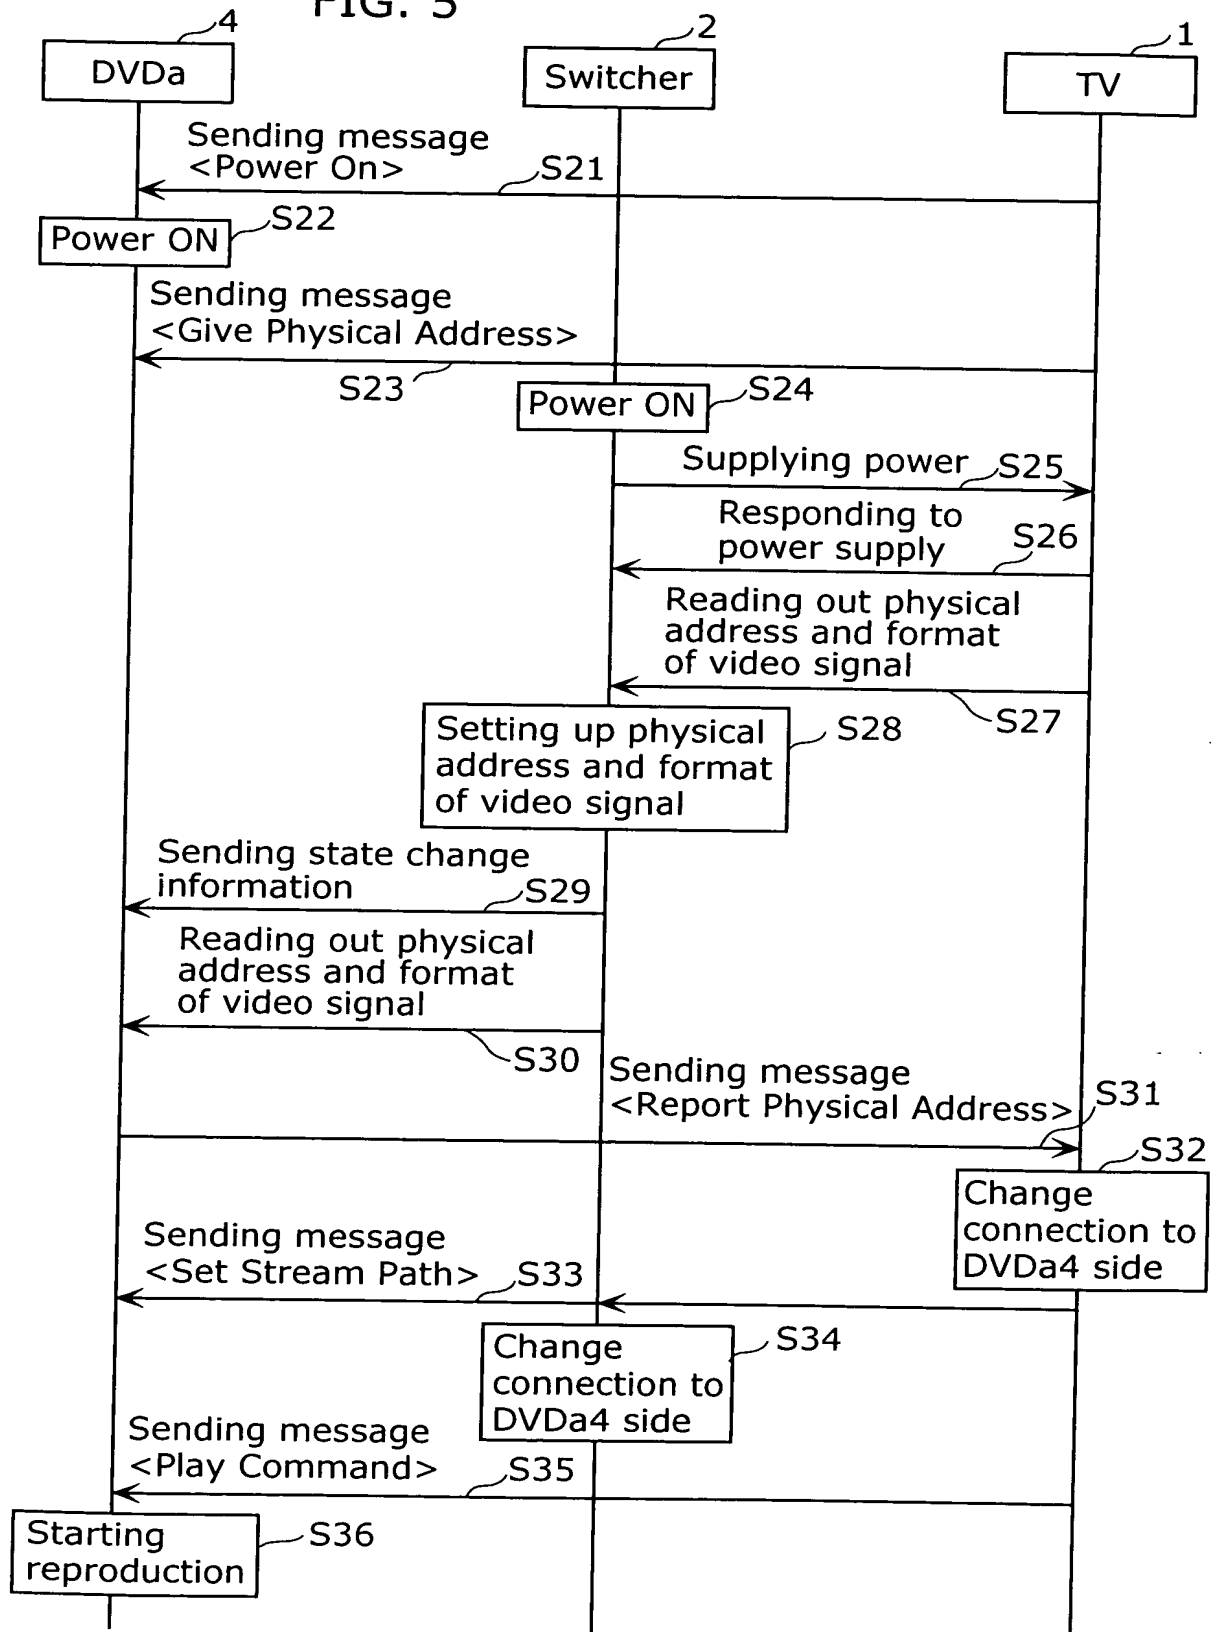 FIG. 5
4
2
1
DVDa
Switcher
TV
Sending message
<Power On>
S21
S22
Power ON
Sending message
<Give Physical Address>
S23
S24
Power ON
Supplying power
S25
Responding to
power supply
S26
Reading out physical
address and format
of video signal
S27
Setting up physical
address and format
of video signal
S28
Sending state change
information
S29
Reading out physical
address and format
of video signal
S30
Sending message
<Report Physical Address>
S31
S32
Change
connection to
DVDa4 side
Sending message
<Set Stream Path>
S33
Change
connection to
DVDa4 side
S34
Sending message
<Play Command>
S35
Starting
reproduction
S36